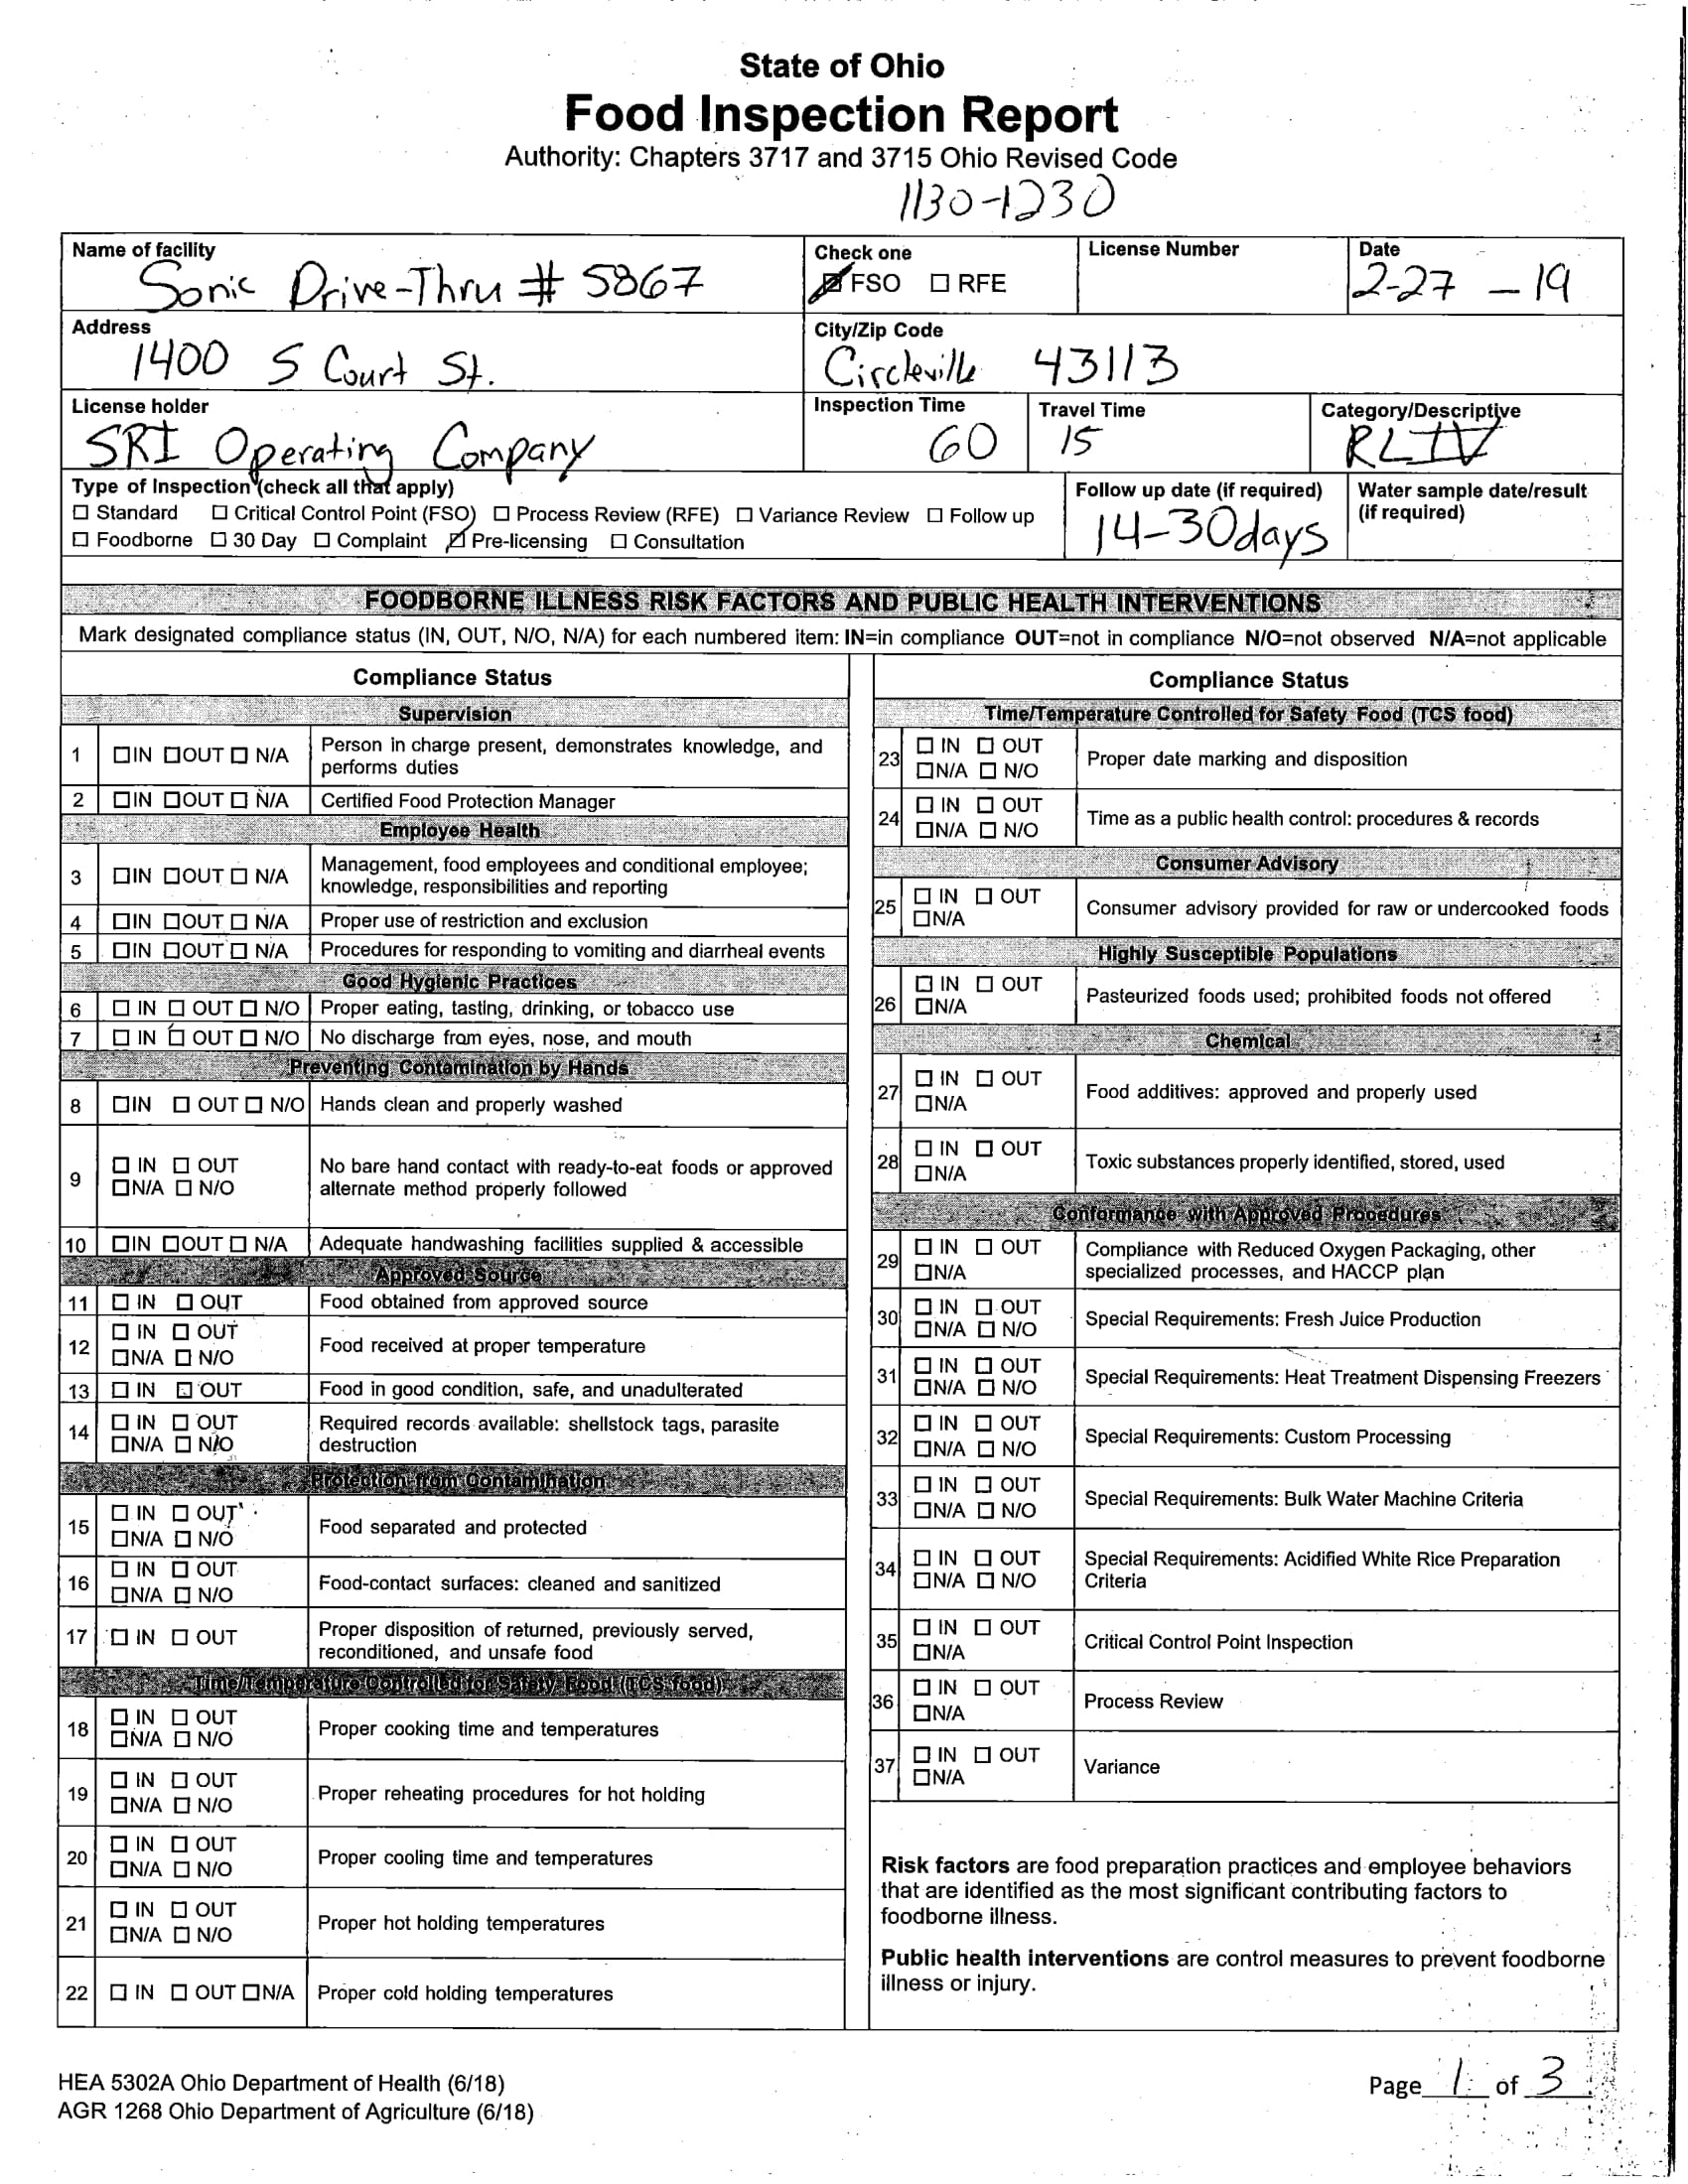 State of Ohio
Food Inspection Report
Authority: Chapters 3717 and 3715 Ohio Revised Code
1130-1230
Name of facility
Sonic Drive-Thru # 5867
Check one
☒ FSO ☐ RFE
License Number
Date
2-27-19
Address
1400 S Court St.
City/Zip Code
Circleville 43113
License holder
SRI Operating Company
Inspection Time
60
Travel Time
15
Category/Descriptive
RLIV
Type of Inspection (check all that apply)
☐ Standard ☐ Critical Control Point (FSO) ☐ Process Review (RFE) ☐ Variance Review ☐ Follow up
☐ Foodborne ☐ 30 Day ☐ Complaint ☒ Pre-licensing ☐ Consultation
Follow up date (if required)
14-30days
Water sample date/result
(if required)
FOODBORNE ILLNESS RISK FACTORS AND PUBLIC HEALTH INTERVENTIONS
Mark designated compliance status (IN, OUT, N/O, N/A) for each numbered item: IN=in compliance OUT=not in compliance N/O=not observed N/A=not applicable
Compliance Status
Supervision
1 ☐IN ☐OUT ☐ N/A Person in charge present, demonstrates knowledge, and
performs duties
2 ☐IN ☐OUT ☐ N/A Certified Food Protection Manager
Employee Health
3 ☐IN ☐OUT ☐ N/A Management, food employees and conditional employee;
knowledge, responsibilities and reporting
4 ☐IN ☐OUT ☐ N/A Proper use of restriction and exclusion
5 ☐IN ☐OUT ☐ N/A Procedures for responding to vomiting and diarrheal events
Good Hygienic Practices
6 ☐ IN ☐ OUT ☐ N/O Proper eating, tasting, drinking, or tobacco use
7 ☐ IN ☐ OUT ☐ N/O No discharge from eyes, nose, and mouth
Preventing Contamination by Hands
8 ☐IN ☐ OUT ☐ N/O Hands clean and properly washed
9 ☐ IN ☐ OUT
☐N/A ☐ N/O
No bare hand contact with ready-to-eat foods or approved
alternate method properly followed
10 ☐IN ☐OUT ☐ N/A Adequate handwashing facilities supplied & accessible
Approved Source
11 ☐ IN ☐ OUT Food obtained from approved source
12 ☐ IN ☐ OUT
☐N/A ☐ N/O
Food received at proper temperature
13 ☐ IN ☐ OUT Food in good condition, safe, and unadulterated
14 ☐ IN ☐ OUT
☐N/A ☐ N/O
Required records available: shellstock tags, parasite
destruction
Protection from Contamination
15 ☐ IN ☐ OUT
☐N/A ☐ N/O
Food separated and protected
16 ☐ IN ☐ OUT
☐N/A ☐ N/O
Food-contact surfaces: cleaned and sanitized
17 ☐ IN ☐ OUT Proper disposition of returned, previously served,
reconditioned, and unsafe food
Time/Temperature Controlled for Safety Food (TCS food)
18 ☐ IN ☐ OUT
☐N/A ☐ N/O
Proper cooking time and temperatures
19 ☐ IN ☐ OUT
☐N/A ☐ N/O
Proper reheating procedures for hot holding
20 ☐ IN ☐ OUT
☐N/A ☐ N/O
Proper cooling time and temperatures
21 ☐ IN ☐ OUT
☐N/A ☐ N/O
Proper hot holding temperatures
22 ☐ IN ☐ OUT ☐N/A Proper cold holding temperatures
Compliance Status
Time/Temperature Controlled for Safety Food (TCS food)
23 ☐ IN ☐ OUT
☐N/A ☐ N/O
Proper date marking and disposition
24 ☐ IN ☐ OUT
☐N/A ☐ N/O
Time as a public health control: procedures & records
Consumer Advisory
25 ☐ IN ☐ OUT
☐N/A
Consumer advisory provided for raw or undercooked foods
Highly Susceptible Populations
26 ☐ IN ☐ OUT
☐N/A
Pasteurized foods used; prohibited foods not offered
Chemical
27 ☐ IN ☐ OUT
☐N/A
Food additives: approved and properly used
28 ☐ IN ☐ OUT
☐N/A
Toxic substances properly identified, stored, used
Conformance with Approved Procedures
29 ☐ IN ☐ OUT
☐N/A
Compliance with Reduced Oxygen Packaging, other
specialized processes, and HACCP plan
30 ☐ IN ☐ OUT
☐N/A ☐ N/O
Special Requirements: Fresh Juice Production
31 ☐ IN ☐ OUT
☐N/A ☐ N/O
Special Requirements: Heat Treatment Dispensing Freezers
32 ☐ IN ☐ OUT
☐N/A ☐ N/O
Special Requirements: Custom Processing
33 ☐ IN ☐ OUT
☐N/A ☐ N/O
Special Requirements: Bulk Water Machine Criteria
34 ☐ IN ☐ OUT
☐N/A ☐ N/O
Special Requirements: Acidified White Rice Preparation
Criteria
35 ☐ IN ☐ OUT
☐N/A
Critical Control Point Inspection
36 ☐ IN ☐ OUT
☐N/A
Process Review
37 ☐ IN ☐ OUT
☐N/A
Variance
Risk factors are food preparation practices and employee behaviors
that are identified as the most significant contributing factors to
foodborne illness.
Public health interventions are control measures to prevent foodborne
illness or injury.
HEA 5302A Ohio Department of Health (6/18)
AGR 1268 Ohio Department of Agriculture (6/18)
Page 1 of 3